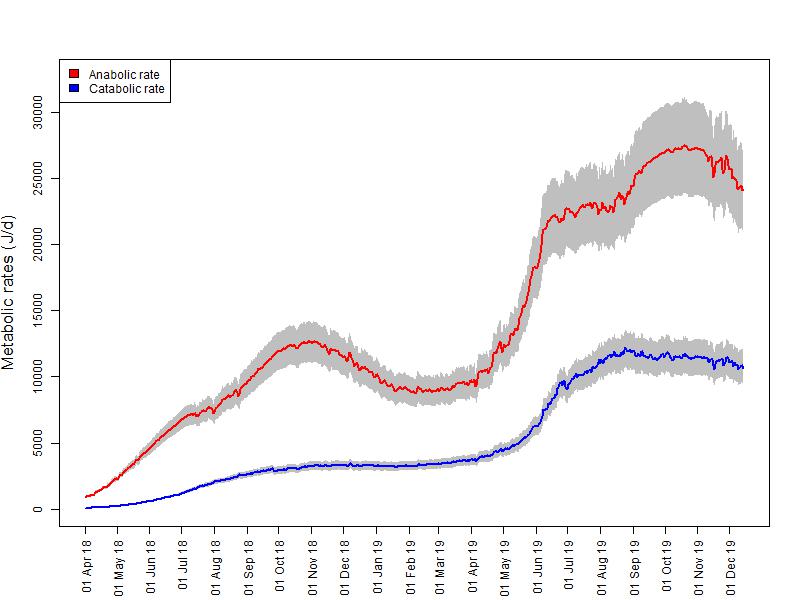 Anabolic rate
Catabolic rate
Metabolic rates (J/d)
30000
25000
20000
15000
10000
5000
0
01 Apr 18
01 May 18
01 Jun 18
01 Jul 18
01 Aug 18
01 Sep 18
01 Oct 18
01 Nov 18
01 Dec 18
01 Jan 19
01 Feb 19
01 Mar 19
01 Apr 19
01 May 19
01 Jun 19
01 Jul 19
01 Aug 19
01 Sep 19
01 Oct 19
01 Nov 19
01 Dec 19